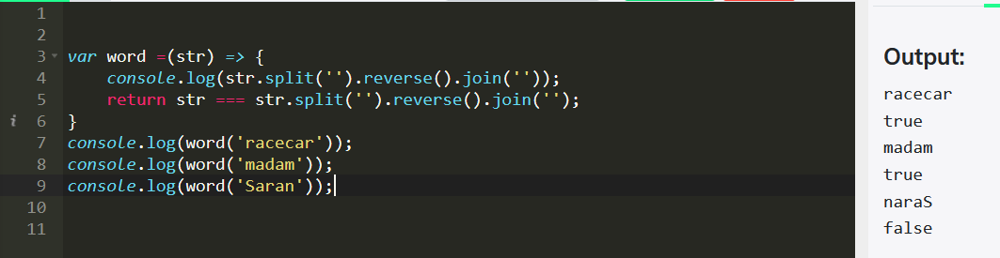 1
2
3 var word =(str) => {
4 console.log(str.split('').reverse().join(''));
5 return str === str.split('').reverse().join('');
6 }
7 console.log(word('racecar'));
8 console.log(word('madam'));
9 console.log(word('Saran'));
10
11
Output:
racecar
true
madam
true
naraS
false